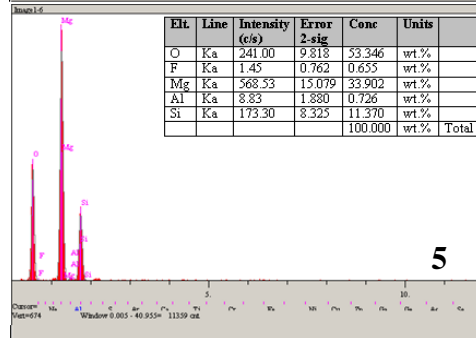 Image1-6
Elt. Line Intensity (c/s) Error 2-sig Conc Units
O Ka 241.00 9.818 53.346 wt.%
F Ka 1.45 0.762 0.655 wt.%
Mg Ka 568.53 15.079 33.902 wt.%
Al Ka 8.83 1.880 0.726 wt.%
Si Ka 173.30 8.325 11.370 wt.%
100.000 wt.% Total
Mg
Mg
O
Si
Si
F
Al
F
Al
Mg
Si
5
5. 10.
Cursor=
Vert=674 Window 0.005 - 40.955= 11359 cnt